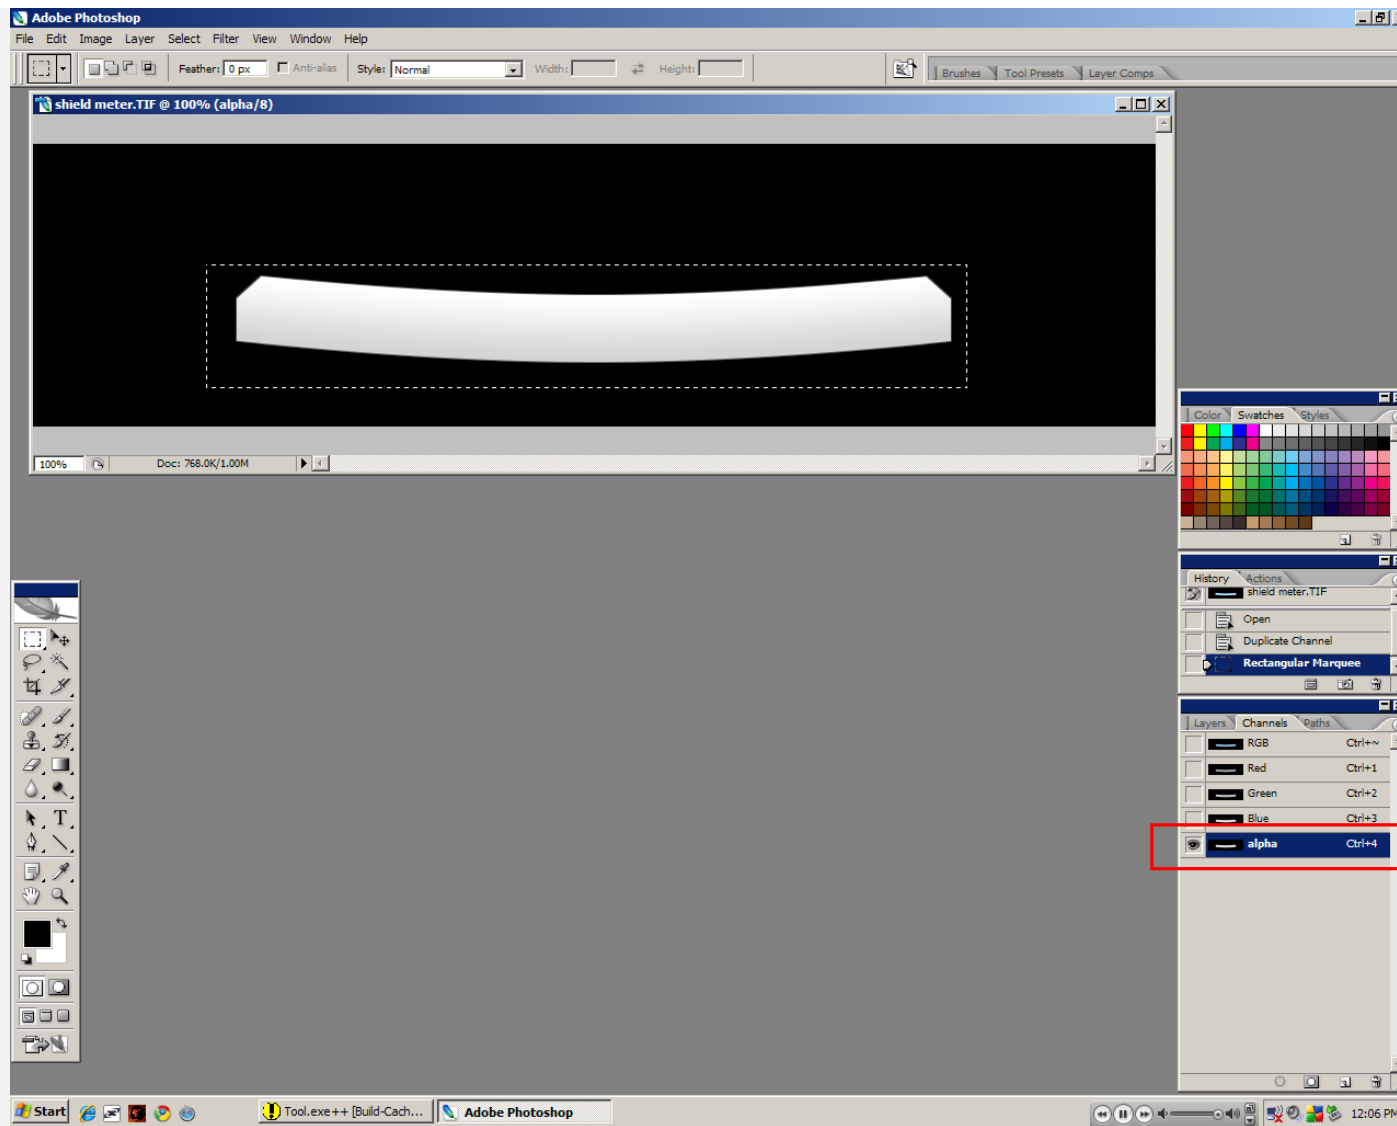 Adobe Photoshop
File Edit Image Layer Select Filter View Window Help
Feather: 0 px Anti-alias Style: Normal Width: Height: Brushes Tool Presets Layer Comps
shield meter.TIF @ 100% (alpha/8)
100% Doc: 768.0K/1.00M
Color Swatches Styles
History Actions
shield meter.TIF
Open
Duplicate Channel
Rectangular Marquee
Layers Channels Paths
RGB Ctrl+~
Red Ctrl+1
Green Ctrl+2
Blue Ctrl+3
alpha Ctrl+4
Start Tool.exe++ [Build-Cach... Adobe Photoshop 12:06 PM